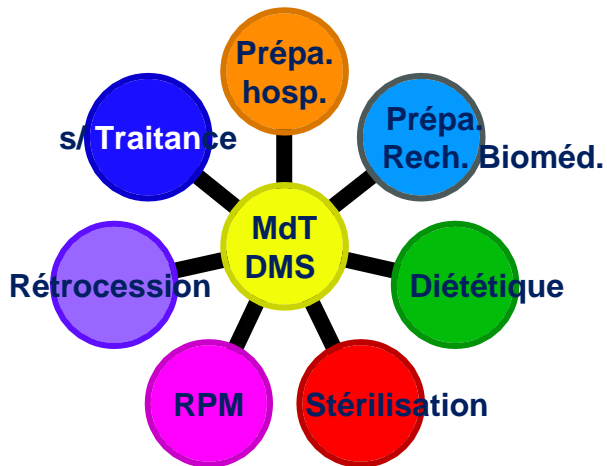 Prépa.
hosp.
s/ Traitance
Prépa.
Rech. Bioméd.
MdT
DMS
Rétrocession
Diététique
RPM
Stérilisation